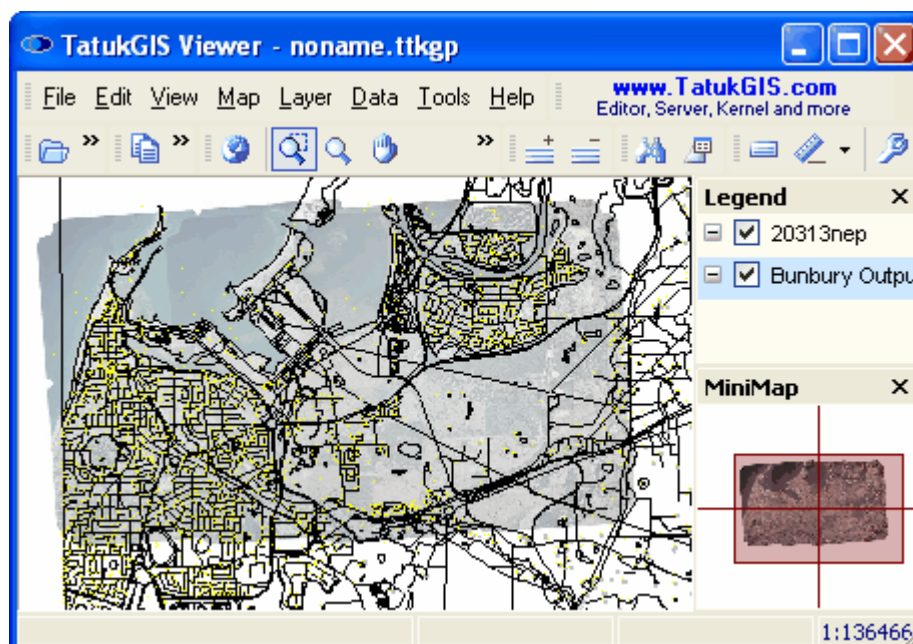 TatukGIS Viewer - noname.ttkgp
File Edit View Map Layer Data Tools Help
www.TatukGIS.com
Editor, Server, Kernel and more
Legend
20313nep
Bunbury Outpu
MiniMap
1:136466